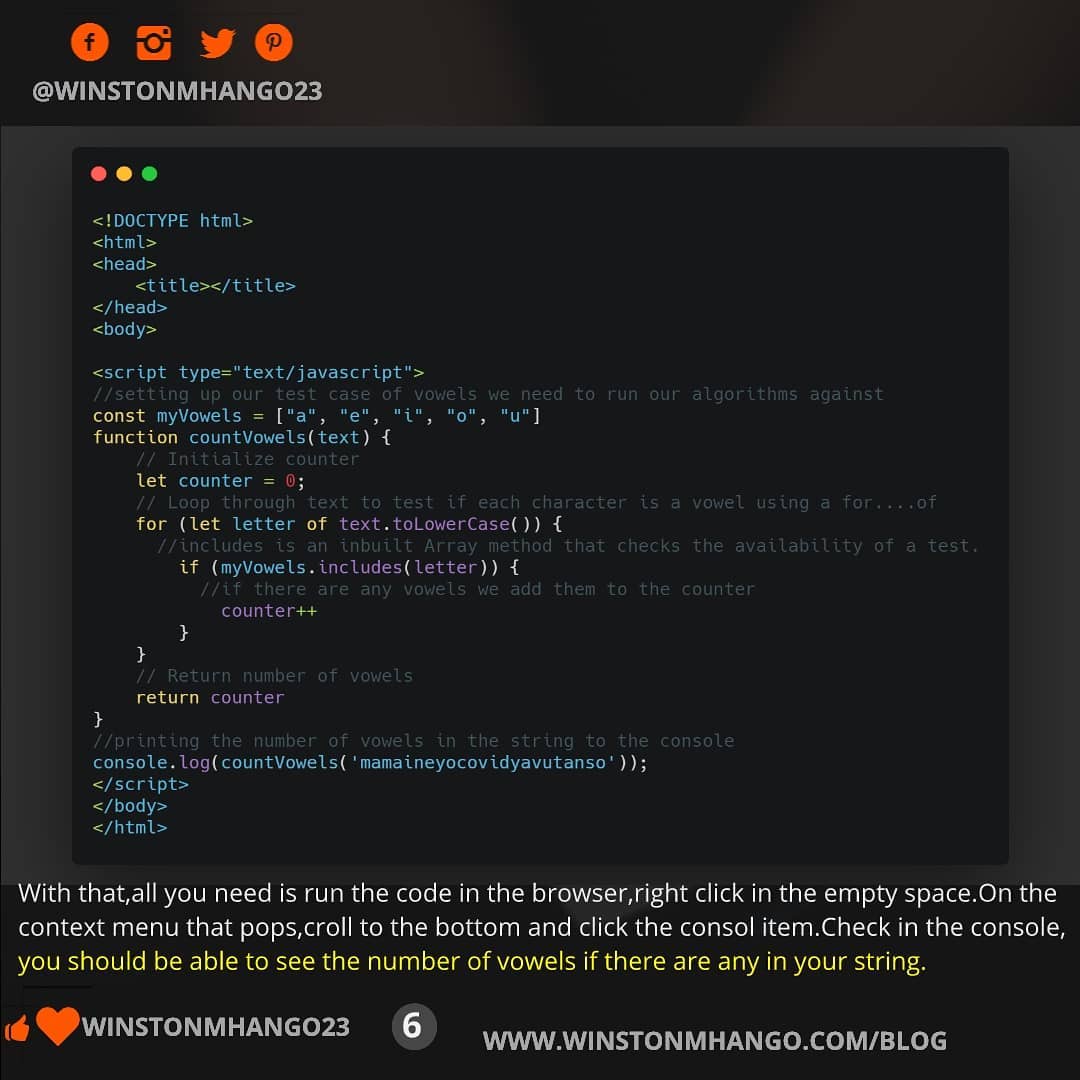 @WINSTONMHANGO23
<!DOCTYPE html>
<html>
<head>
    <title></title>
</head>
<body>
<script type="text/javascript">
//setting up our test case of vowels we need to run our algorithms against
const myVowels = ["a", "e", "i", "o", "u"]
function countVowels(text) {
    // Initialize counter
    let counter = 0;
    // Loop through text to test if each character is a vowel using a for....of
    for (let letter of text.toLowerCase()) {
      //includes is an inbuilt Array method that checks the availability of a test.
        if (myVowels.includes(letter)) {
          //if there are any vowels we add them to the counter
            counter++
        }
    }
    // Return number of vowels
    return counter
}
//printing the number of vowels in the string to the console
console.log(countVowels('mamaineyocovidyavutanso'));
</script>
</body>
</html>
With that,all you need is run the code in the browser,right click in the empty space.On the
context menu that pops,croll to the bottom and click the consol item.Check in the console,
you should be able to see the number of vowels if there are any in your string.
WINSTONMHANGO23
6
WWW.WINSTONMHANGO.COM/BLOG